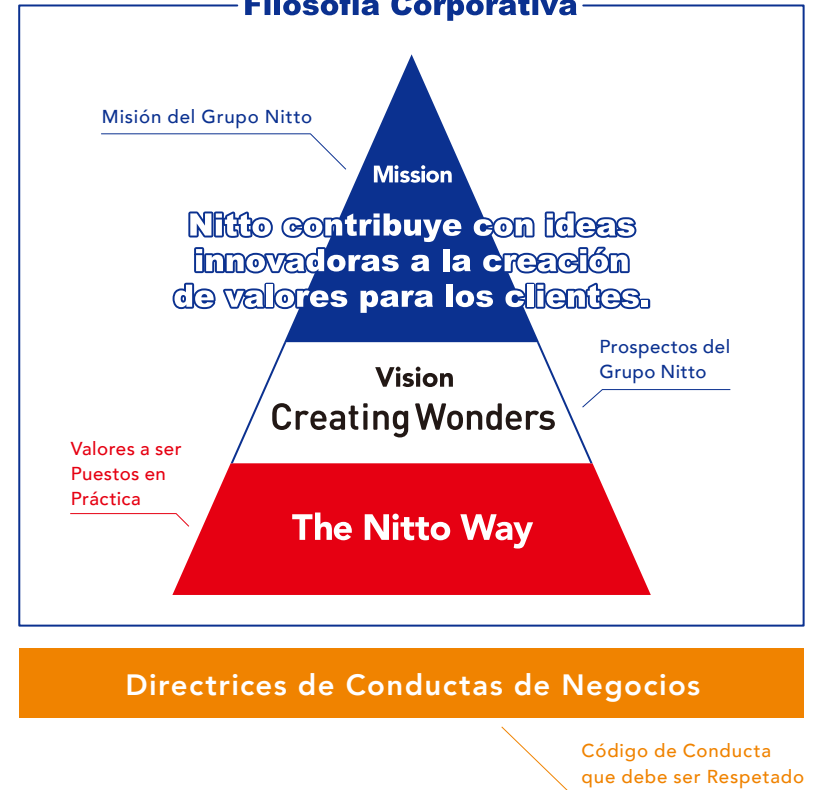 Filosofía Corporativa
Misión del Grupo Nitto
Mission
Nitto contribuye con ideas
innovadoras a la creación
de valores para los clientes.
Prospectos del
Grupo Nitto
Vision
Creating Wonders
Valores a ser
Puestos en
Práctica
The Nitto Way
Directrices de Conductas de Negocios
Código de Conducta
que debe ser Respetado